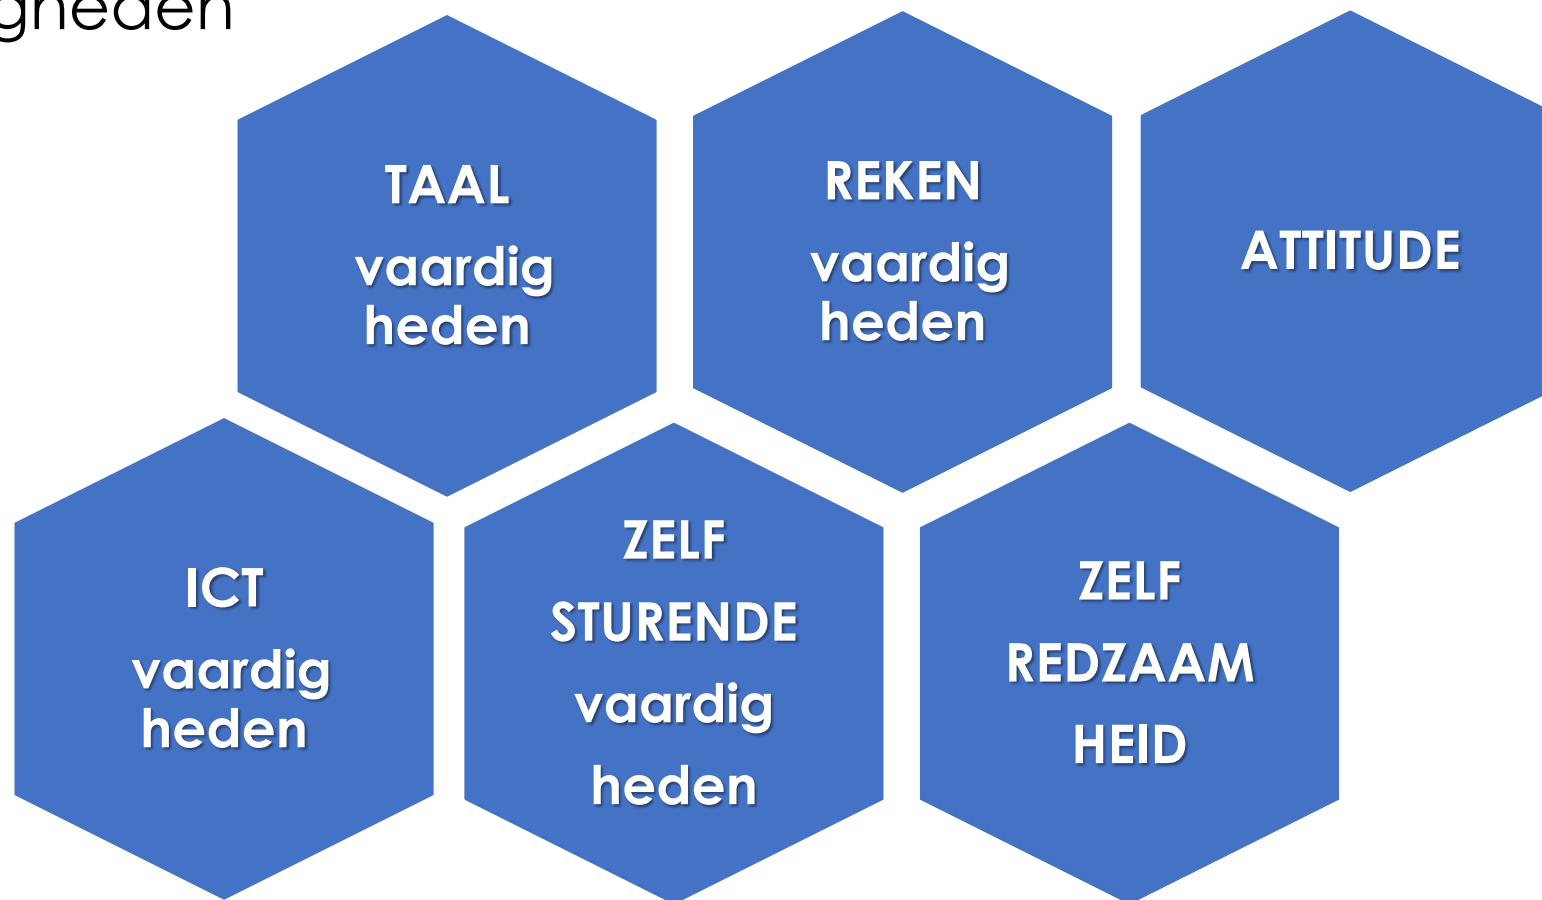 gheden
TAAL
vaardig
heden
REKEN
vaardig
heden
ATTITUDE
ICT
vaardig
heden
ZELF
STURENDE
vaardig
heden
ZELF
REDZAAM
HEID